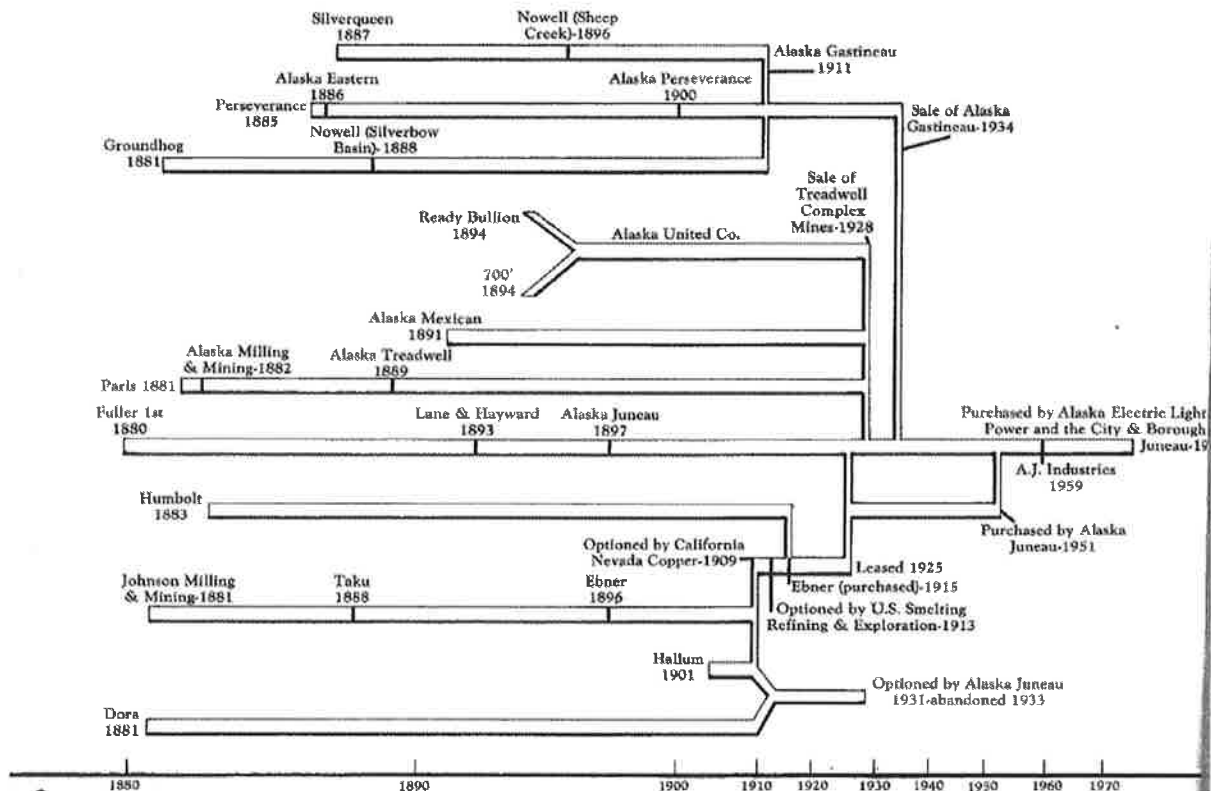 Silverqueen
1887
Nowell (Sheep
Creek)-1896
Alaska Gastineau
1911
Alaska Eastern
1886
Alaska Perseverance
1900
Perseverance
1885
Sale of Alaska
Gastineau-1934
Nowell (Silverbow
Basin)-1888
Groundhog
1881
Sale of
Treadwell
Complex
Mines-1928
Ready Bullion
1894
Alaska United Co.
700'
1894
Alaska Mexican
1891
Alaska Milling
& Mining-1882
Alaska Treadwell
1889
Paris 1881
Fuller 1st
1880
Lane & Hayward
1893
Alaska Juneau
1897
Purchased by Alaska Electric Light
Power and the City & Borough
Juneau-19
A.J. Industries
1959
Humbolt
1883
Purchased by Alaska
Juneau-1951
Optioned by California
Nevada Copper-1909
Leased 1925
Ebner (purchased)-1915
Johnson Milling
& Mining-1881
Taku
1888
Ebner
1896
Optioned by U.S. Smelting
Refining & Exploration-1913
Hallum
1901
Optioned by Alaska Juneau
1931-abandoned 1933
Dora
1881
1880 1890 1900 1910 1920 1930 1940 1950 1960 1970